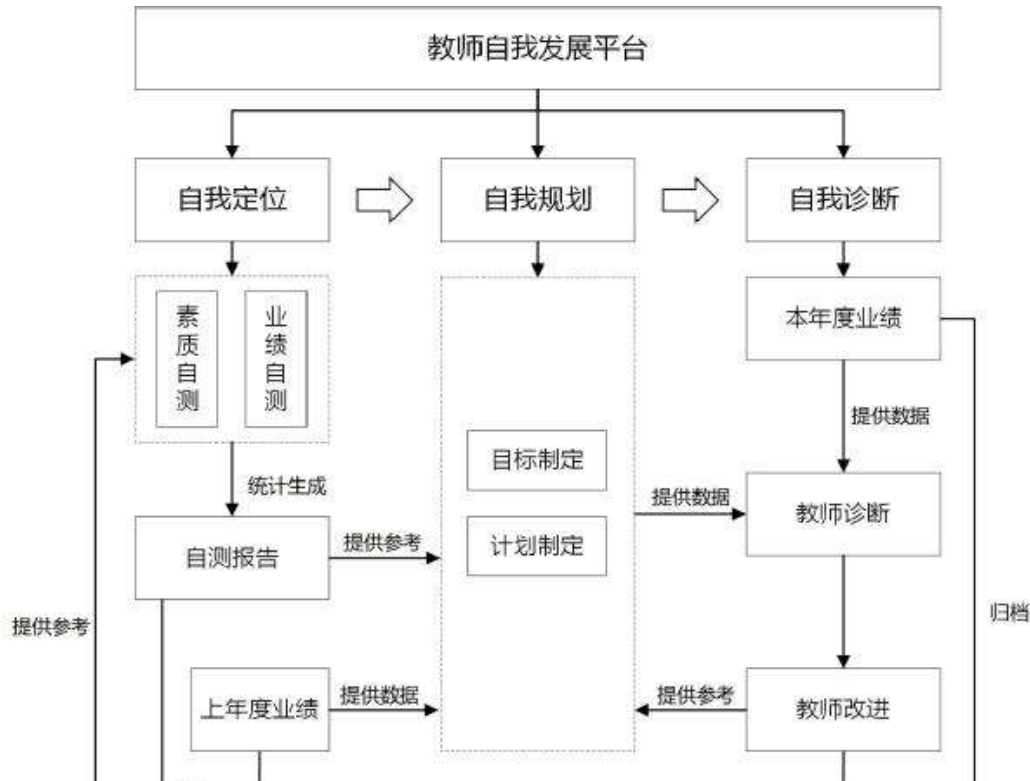 教师自我发展平台
自我定位
自我规划
自我诊断
素质自测
业绩自测
本年度业绩
提供数据
目标制定
统计生成
提供数据
教师诊断
自测报告
提供参考
计划制定
提供参考
归档
上年度业绩
提供数据
提供参考
教师改进